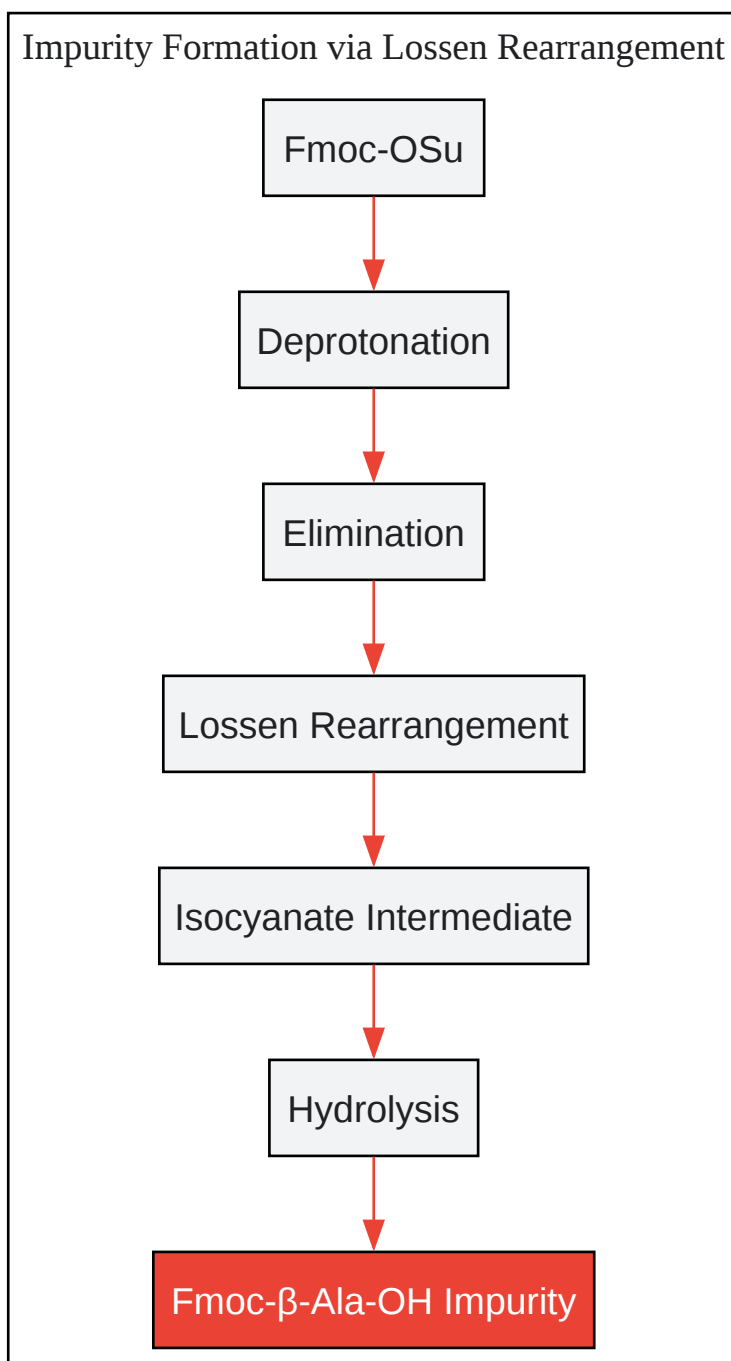 Impurity Formation via Lossen Rearrangement
Fmoc-OSu
Deprotonation
Elimination
Lossen Rearrangement
Isocyanate Intermediate
Hydrolysis
Fmoc-β-Ala-OH Impurity